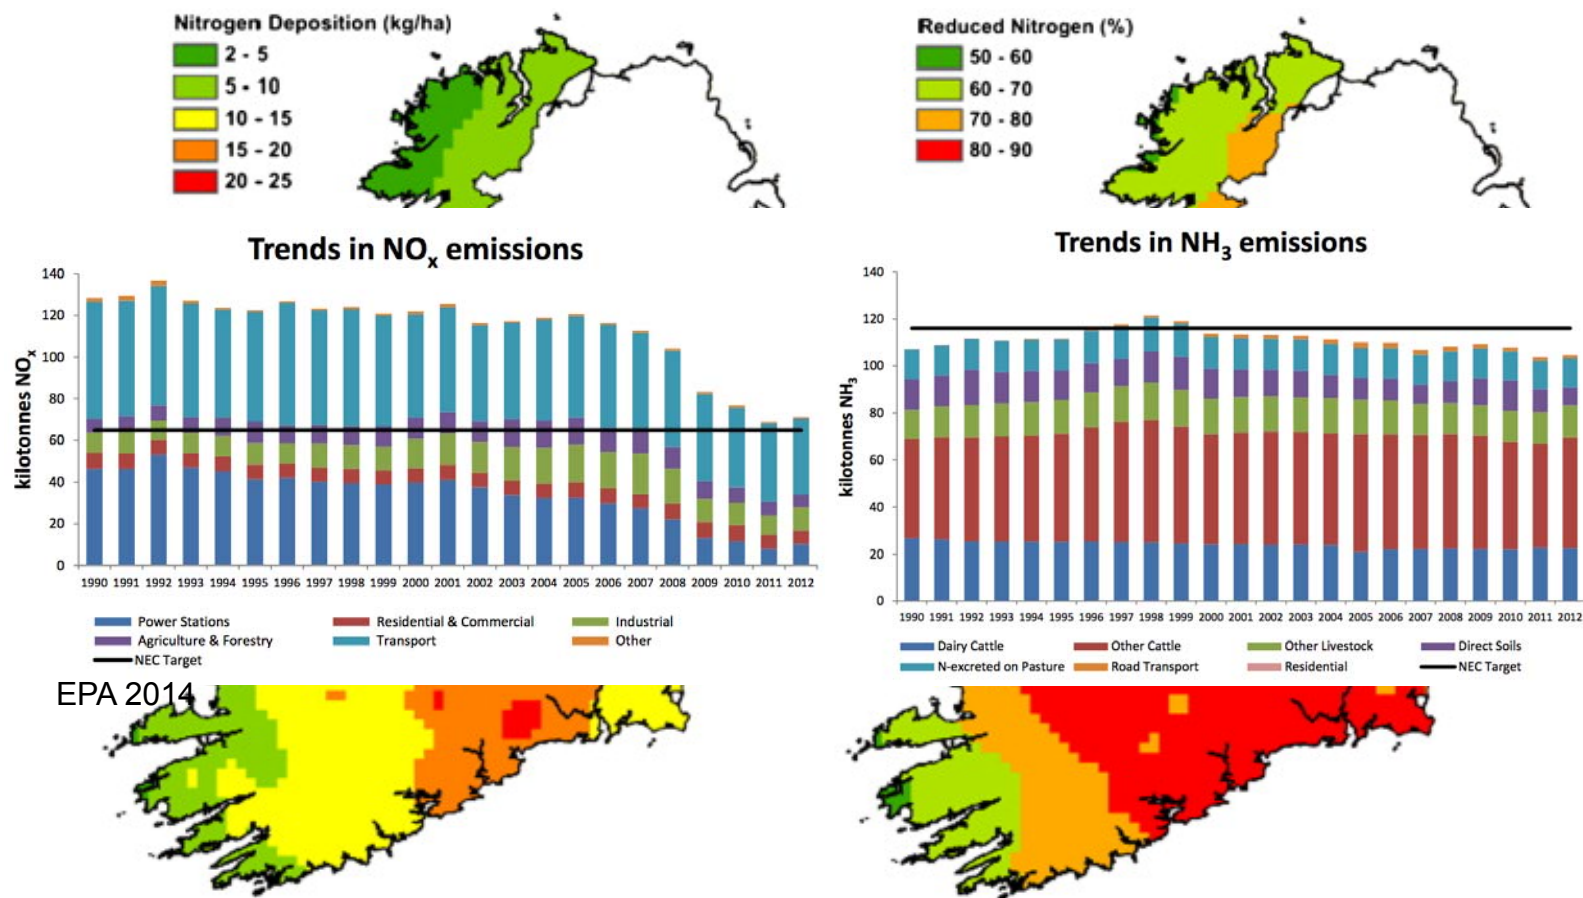 Nitrogen Deposition (kg/ha)
2 - 5
5 - 10
10 - 15
15 - 20
20 - 25
Reduced Nitrogen (%)
50 - 60
60 - 70
70 - 80
80 - 90
Trends in NOx emissions
kilotonnes NOx
140
120
100
80
60
40
20
0
1990 1991 1992 1993 1994 1995 1996 1997 1998 1999 2000 2001 2002 2003 2004 2005 2006 2007 2008 2009 2010 2011 2012
Power Stations Residential & Commercial Industrial
Agriculture & Forestry Transport Other
NEC Target
Trends in NH3 emissions
kilotonnes NH3
140
120
100
80
60
40
20
0
1990 1991 1992 1993 1994 1995 1996 1997 1998 1999 2000 2001 2002 2003 2004 2005 2006 2007 2008 2009 2010 2011 2012
Dairy Cattle Other Cattle Other Livestock Direct Soils
N-excreted on Pasture Road Transport Residential NEC Target
EPA 2014